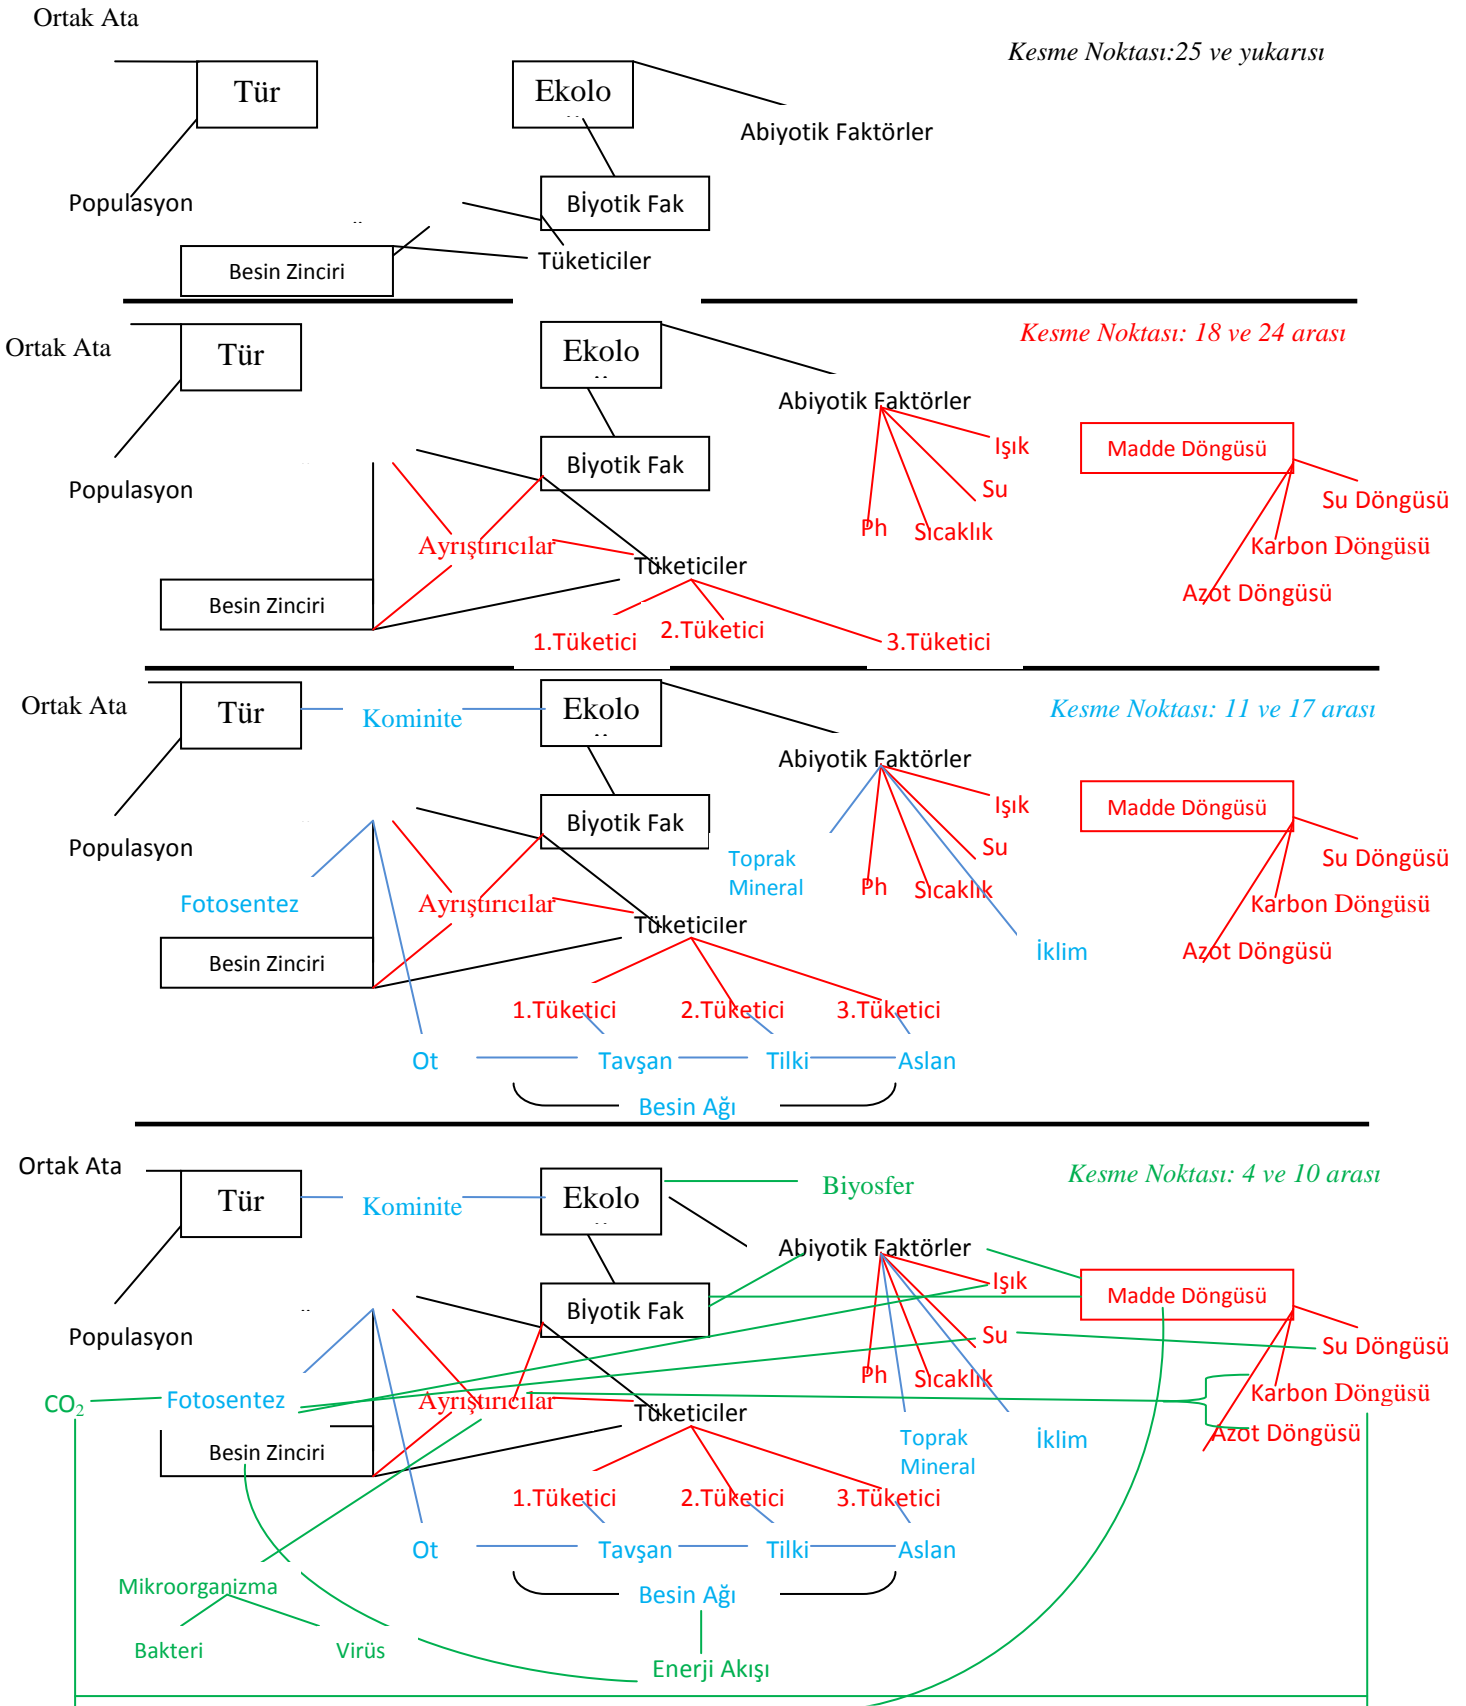 Ortak Ata
Kesme Noktası:25 ve yukarısı
Tür
Ekolo
Abiyotik Faktörler
Populasyon
Bİyotik Fak
Besin Zinciri
Tüketiciler
Kesme Noktası: 18 ve 24 arası
Ortak Ata
Tür
Ekolo
Abiyotik Faktörler
Işık
Madde Döngüsü
Populasyon
Bİyotik Fak
Su
Su Döngüsü
Ph
Sıcaklık
Ayrıştırıcılar
Karbon Döngüsü
Tüketiciler
Besin Zinciri
Azot Döngüsü
1.Tüketici
2.Tüketici
3.Tüketici
Ortak Ata
Tür
Kominite
Ekolo
Kesme Noktası: 11 ve 17 arası
Abiyotik Faktörler
Işık
Madde Döngüsü
Populasyon
Bİyotik Fak
Su
Su Döngüsü
Toprak
Mineral
Ph
Sıcaklık
Fotosentez
Ayrıştırıcılar
Karbon Döngüsü
Tüketiciler
Besin Zinciri
İklim
Azot Döngüsü
1.Tüketici
2.Tüketici
3.Tüketici
Ot
Tavşan
Tilki
Aslan
Besin Ağı
Ortak Ata
Kesme Noktası: 4 ve 10 arası
Tür
Kominite
Ekolo
Biyosfer
Abiyotik Faktörler
Işık
Madde Döngüsü
Populasyon
Bİyotik Fak
Su
Su Döngüsü
Ph
Sıcaklık
CO₂
Fotosentez
Ayrıştırıcılar
Karbon Döngüsü
Tüketiciler
Besin Zinciri
Toprak
Mineral
İklim
Azot Döngüsü
1.Tüketici
2.Tüketici
3.Tüketici
Ot
Tavşan
Tilki
Aslan
Mikroorganizma
Besin Ağı
Bakteri
Virüs
Enerji Akışı